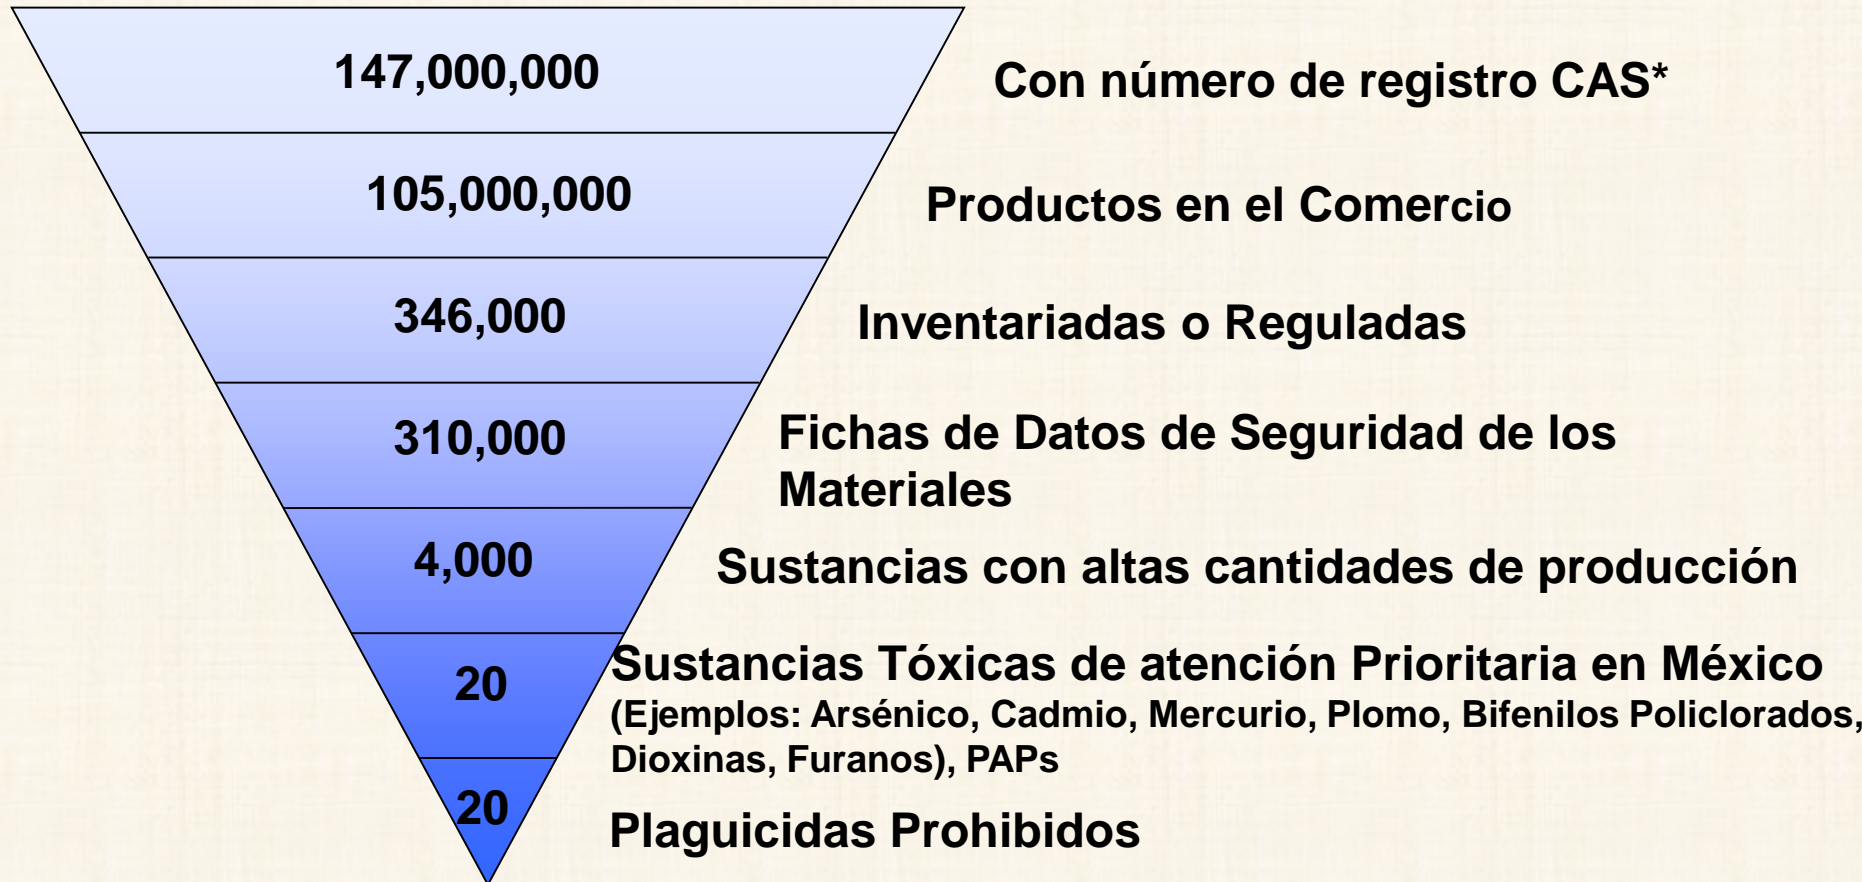 147,000,000
Con número de registro CAS*
105,000,000
Productos en el Comercio
346,000
Inventariadas o Reguladas
310,000
Fichas de Datos de Seguridad de los
Materiales
4,000
Sustancias con altas cantidades de producción
20
Sustancias Tóxicas de atención Prioritaria en México
(Ejemplos: Arsénico, Cadmio, Mercurio, Plomo, Bifenilos Policlorados,
Dioxinas, Furanos), PAPs
20
Plaguicidas Prohibidos